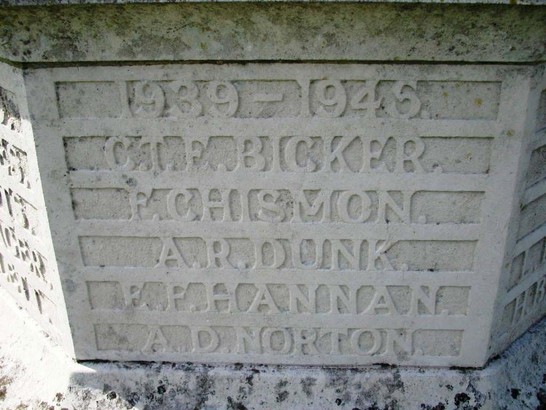 1939-1945
C.T.F.BICKER.
F.CHISMON.
A.R.DUNK.
F.F.HANNAN.
A.D.NORTON.